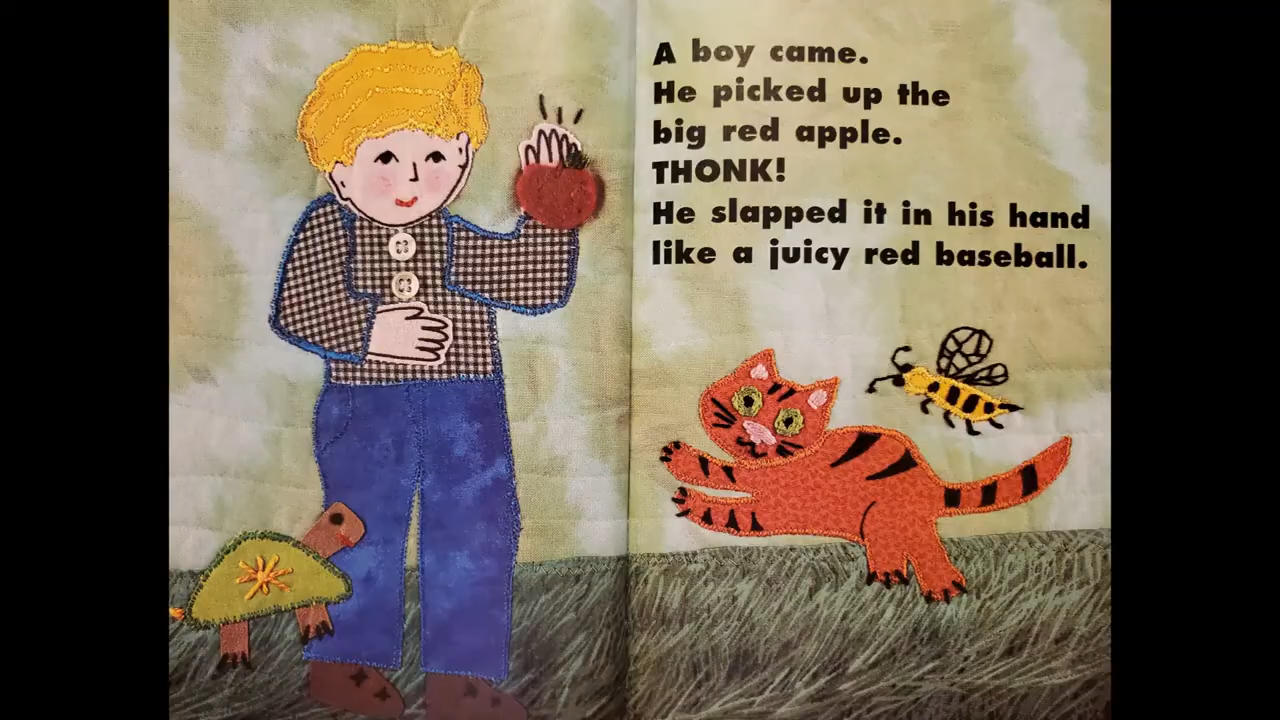 A boy came.
He picked up the
big red apple.
THONK!
He slapped it in his hand
like a juicy red baseball.